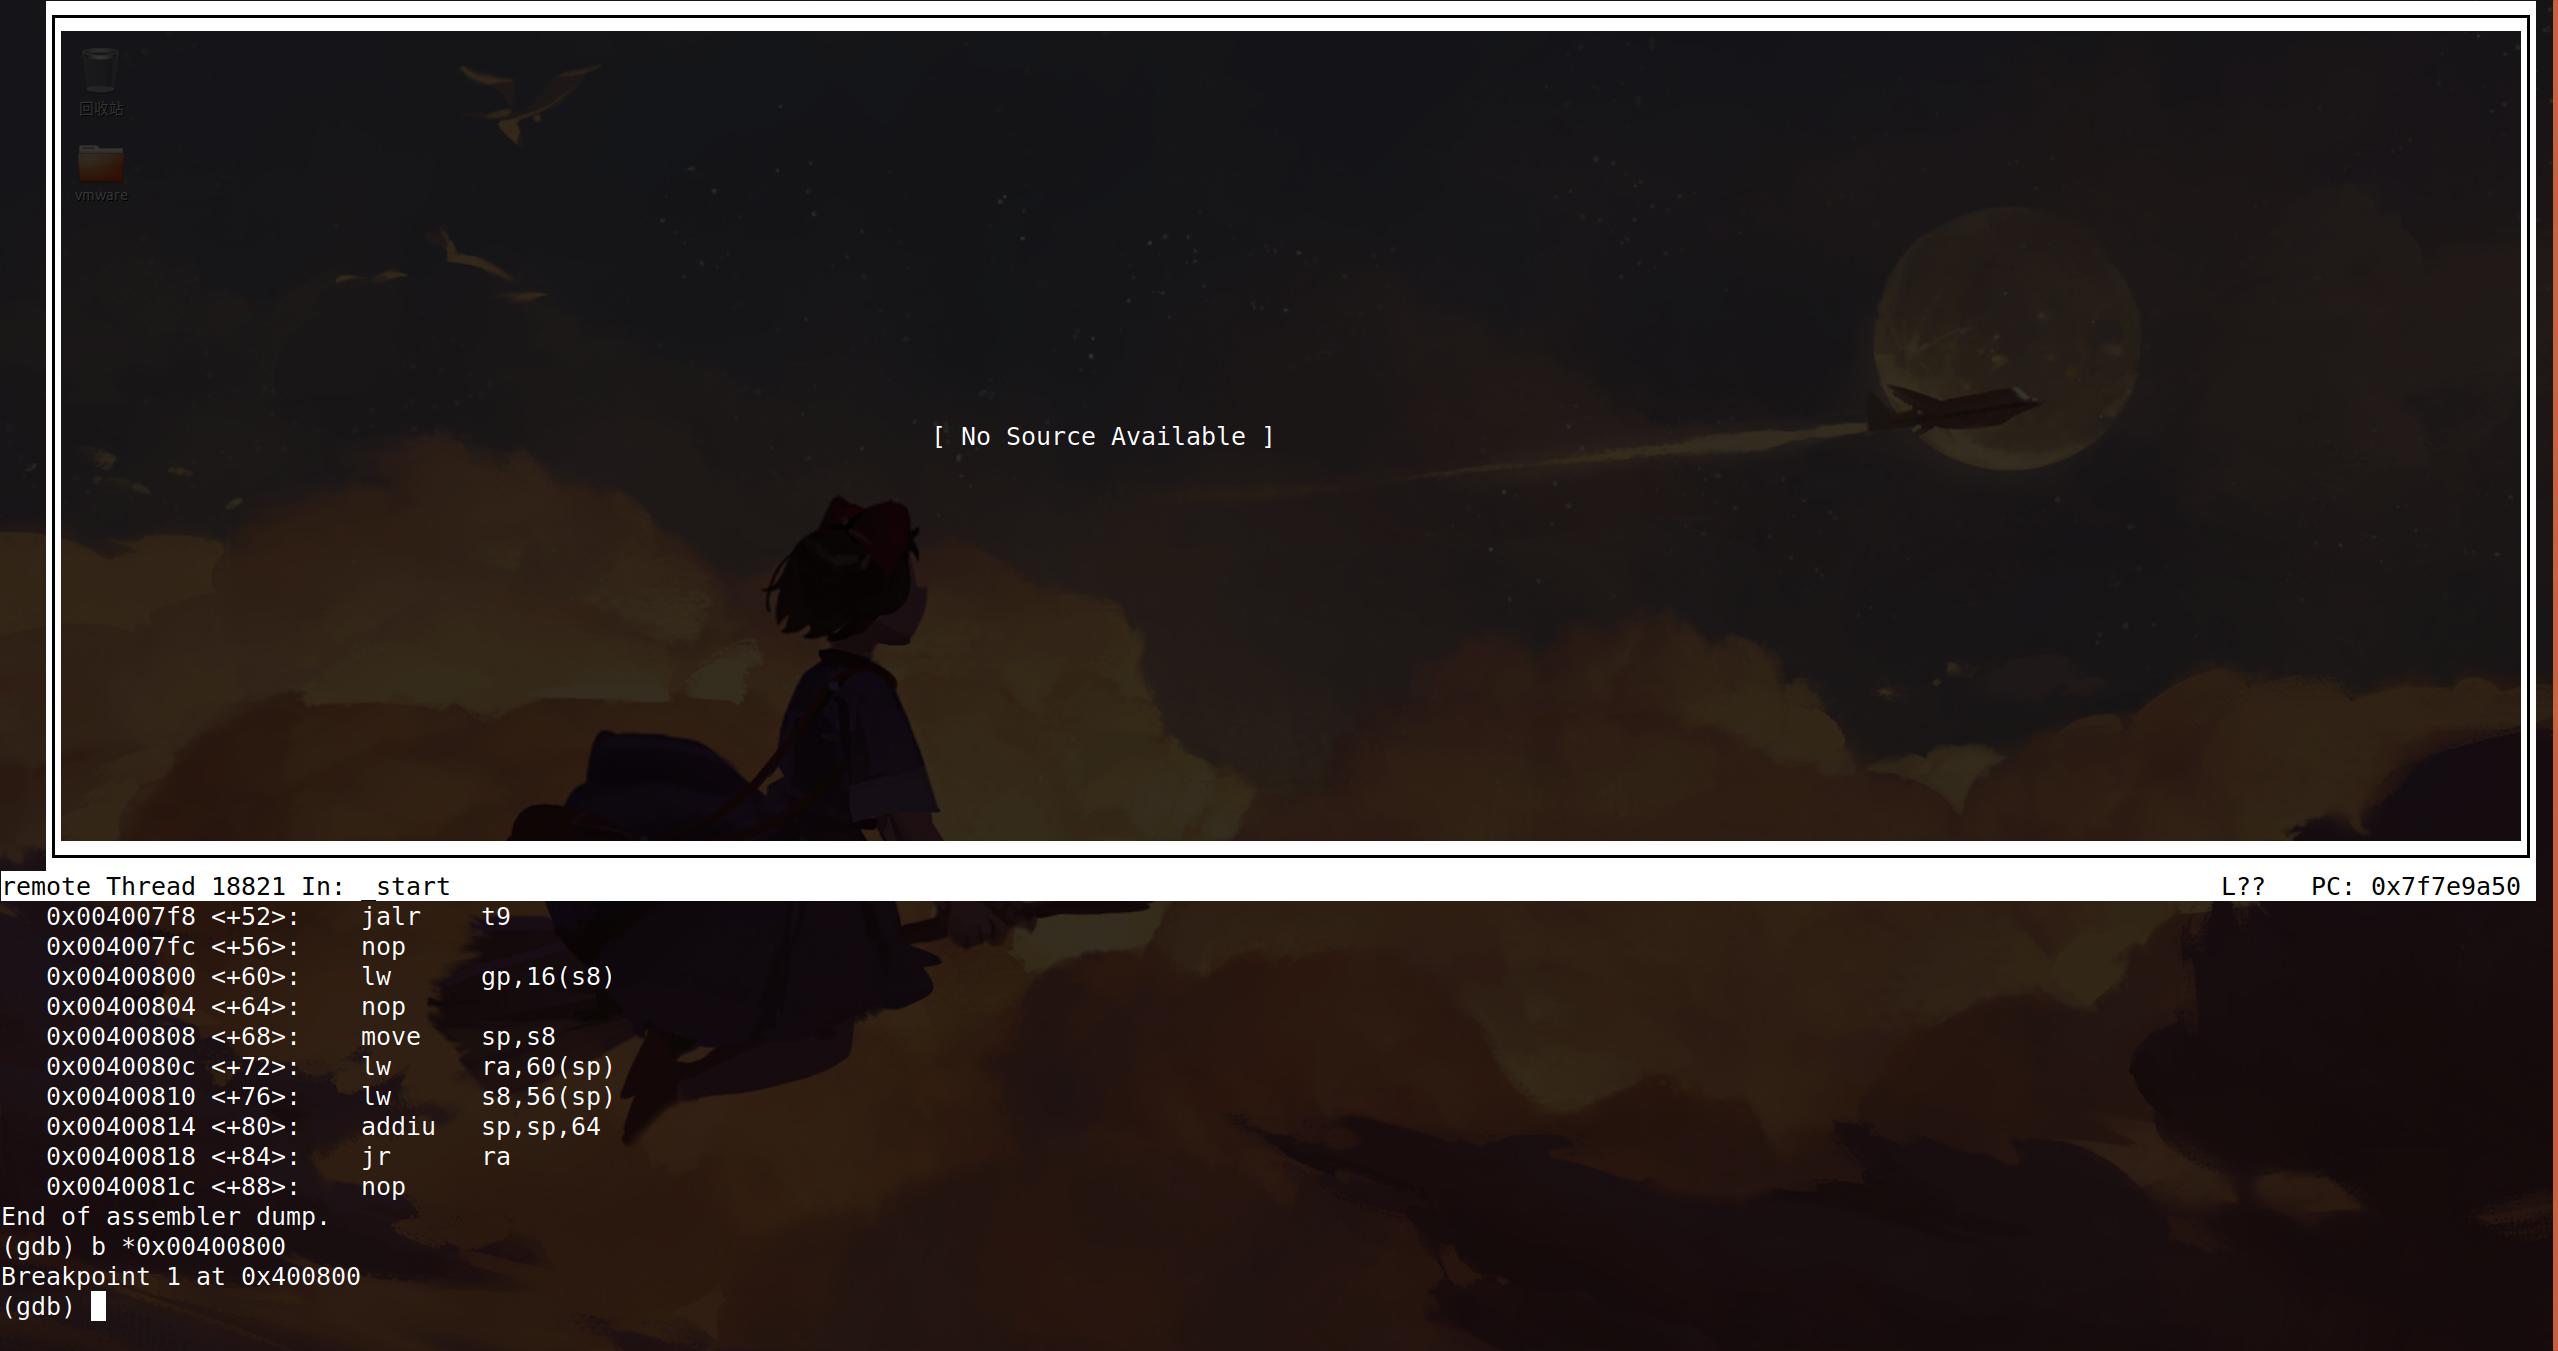 回收站
vmware
[ No Source Available ]
remote Thread 18821 In: _start L?? PC: 0x7f7e9a50
0x004007f8 <+52>: jalr t9
0x004007fc <+56>: nop
0x00400800 <+60>: lw gp,16(s8)
0x00400804 <+64>: nop
0x00400808 <+68>: move sp,s8
0x0040080c <+72>: lw ra,60(sp)
0x00400810 <+76>: lw s8,56(sp)
0x00400814 <+80>: addiu sp,sp,64
0x00400818 <+84>: jr ra
0x0040081c <+88>: nop
End of assembler dump.
(gdb) b *0x00400800
Breakpoint 1 at 0x400800
(gdb)